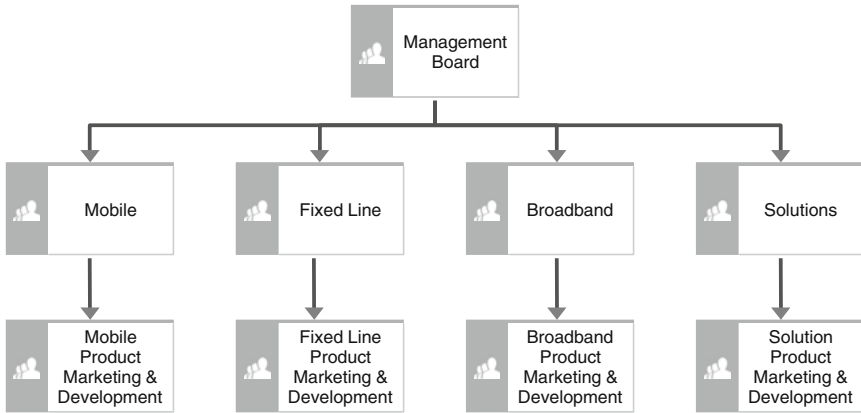 Management
Board
Mobile
Fixed Line
Broadband
Solutions
Mobile
Product
Marketing &
Development
Fixed Line
Product
Marketing &
Development
Broadband
Product
Marketing &
Development
Solution
Product
Marketing &
Development